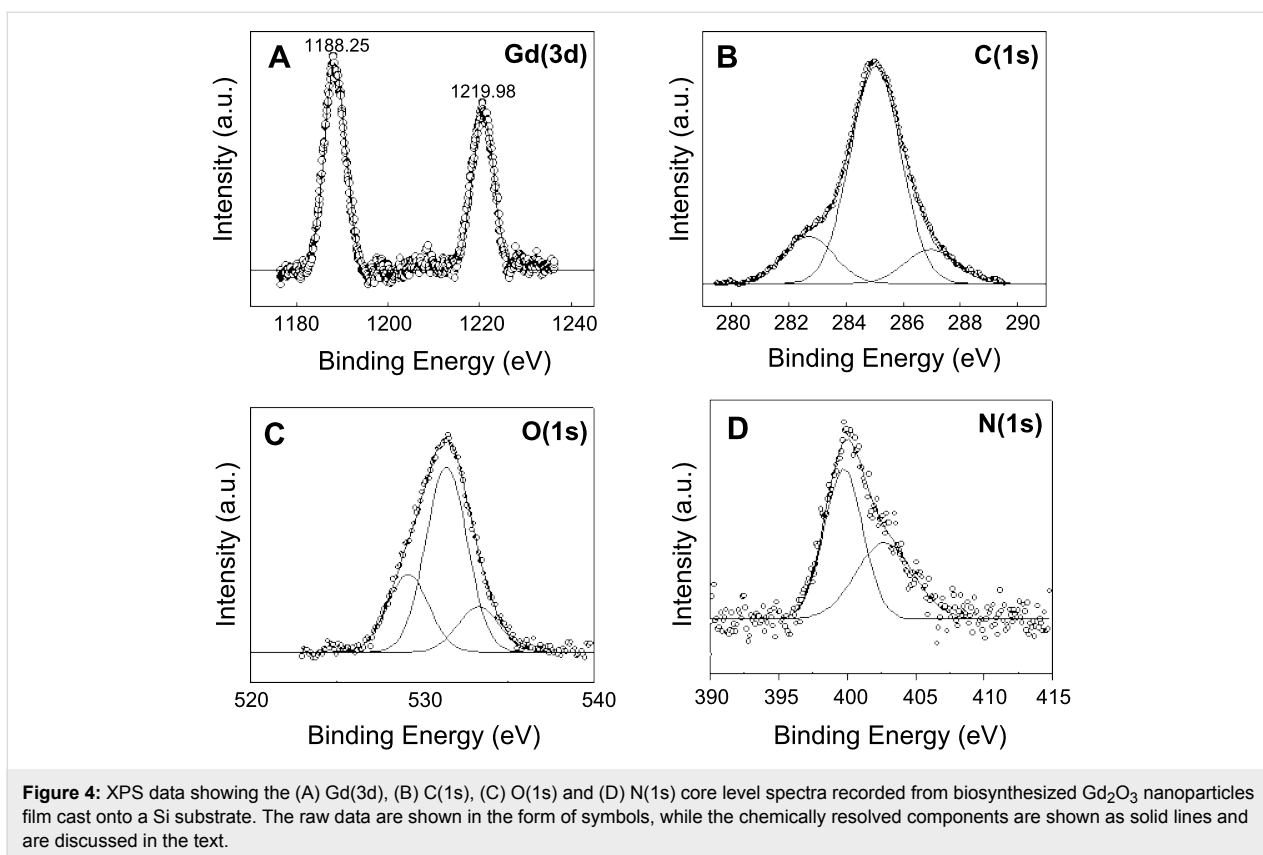 A
Gd(3d)
1188.25
1219.98
Intensity (a.u.)
1180 1200 1220 1240
Binding Energy (eV)
B
C(1s)
Intensity (a.u.)
280 282 284 286 288 290
Binding Energy (eV)
C
O(1s)
Intensity (a.u.)
520 530 540
Binding Energy (eV)
D
N(1s)
Intensity (a.u.)
390 395 400 405 410 415
Binding Energy (eV)
Figure 4: XPS data showing the (A) Gd(3d), (B) C(1s), (C) O(1s) and (D) N(1s) core level spectra recorded from biosynthesized Gd₂O₃ nanoparticles
film cast onto a Si substrate. The raw data are shown in the form of symbols, while the chemically resolved components are shown as solid lines and
are discussed in the text.